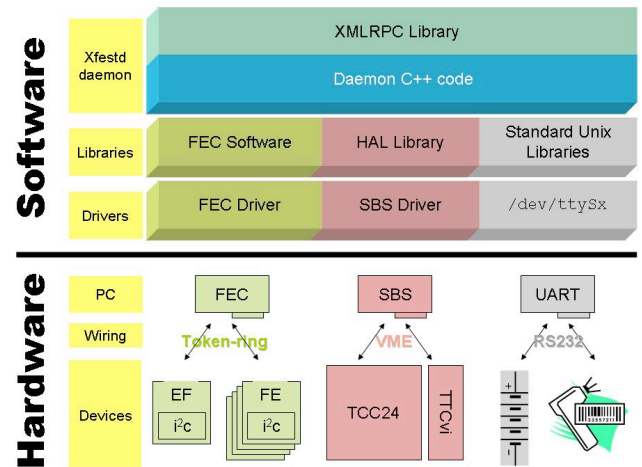 Software
Xfestd
daemon
XMLRPC Library
Daemon C++ code
Libraries
FEC Software
HAL Library
Standard Unix
Libraries
Drivers
FEC Driver
SBS Driver
/dev/ttySx
Hardware
PC
FEC
SBS
UART
Wiring
Token-ring
VME
RS232
Devices
EF
i²c
FE
i²c
TCC24
TTCvi
+
-